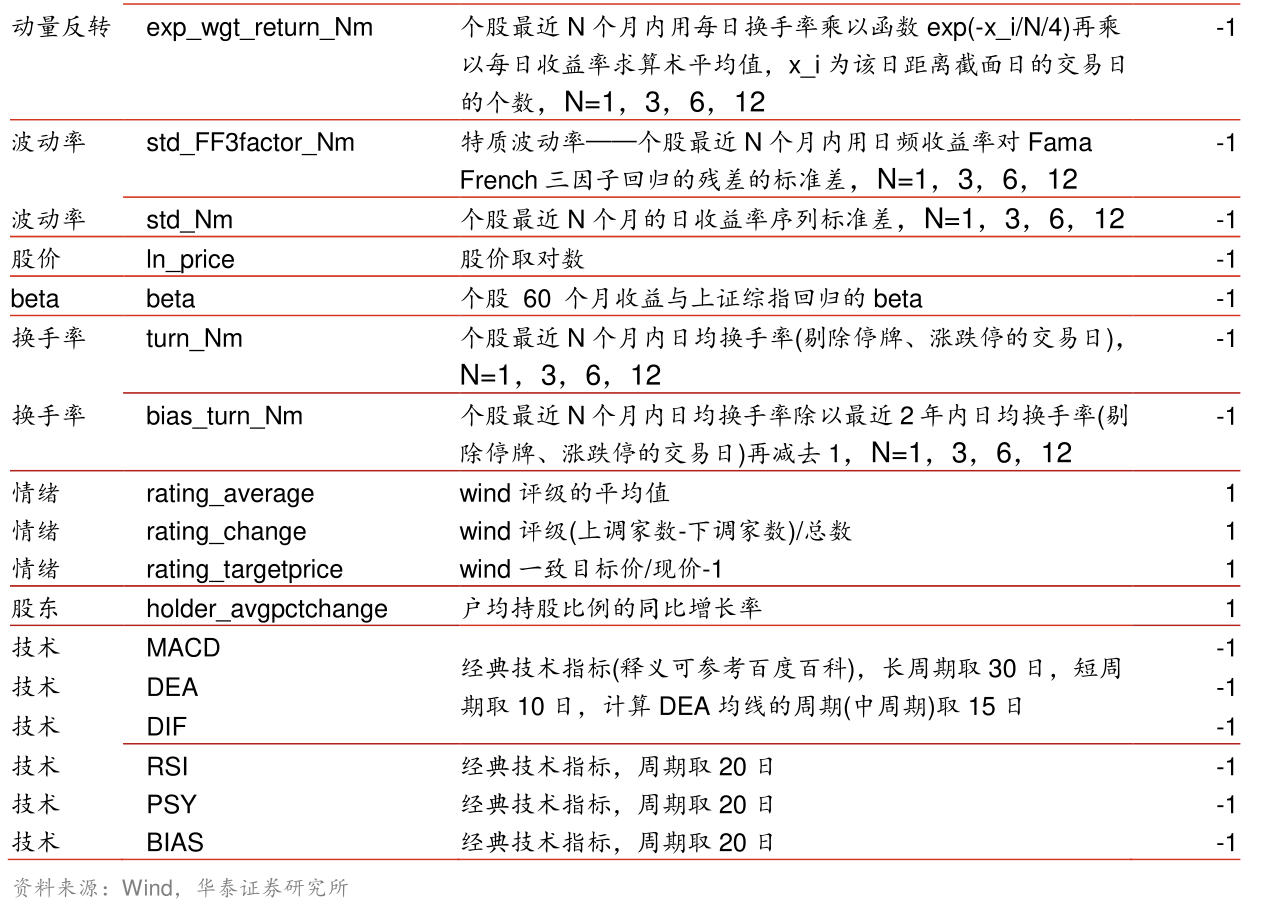 动量反转 exp_wgt_return_Nm 个股最近 N 个月内用每日换手率乘以函数 exp(-x_i/N/4)再乘 -1
以每日收益率求算术平均值，x_i 为该日距离截面日的交易日
的个数，N=1，3，6，12
波动率 std_FF3factor_Nm 特质波动率——个股最近 N 个月内用日频收益率对 Fama -1
French 三因子回归的残差的标准差，N=1，3，6，12
波动率 std_Nm 个股最近 N 个月的日收益率序列标准差，N=1，3，6，12 -1
股价 ln_price 股价取对数 -1
beta beta 个股 60 个月收益与上证综指回归的 beta -1
换手率 turn_Nm 个股最近 N 个月内日均换手率(剔除停牌、涨跌停的交易日)， -1
N=1，3，6，12
换手率 bias_turn_Nm 个股最近 N 个月内日均换手率除以最近 2 年内日均换手率(剔 -1
除停牌、涨跌停的交易日)再减去 1，N=1，3，6，12
情绪 rating_average wind 评级的平均值 1
情绪 rating_change wind 评级(上调家数-下调家数)/总数 1
情绪 rating_targetprice wind 一致目标价/现价-1 1
股东 holder_avgpctchange 户均持股比例的同比增长率 1
技术 MACD -1
经典技术指标(释义可参考百度百科)，长周期取 30 日，短周
技术 DEA -1
期取 10 日，计算 DEA 均线的周期(中周期)取 15 日
技术 DIF -1
技术 RSI 经典技术指标，周期取 20 日 -1
技术 PSY 经典技术指标，周期取 20 日 -1
技术 BIAS 经典技术指标，周期取 20 日 -1
资料来源：Wind，华泰证券研究所